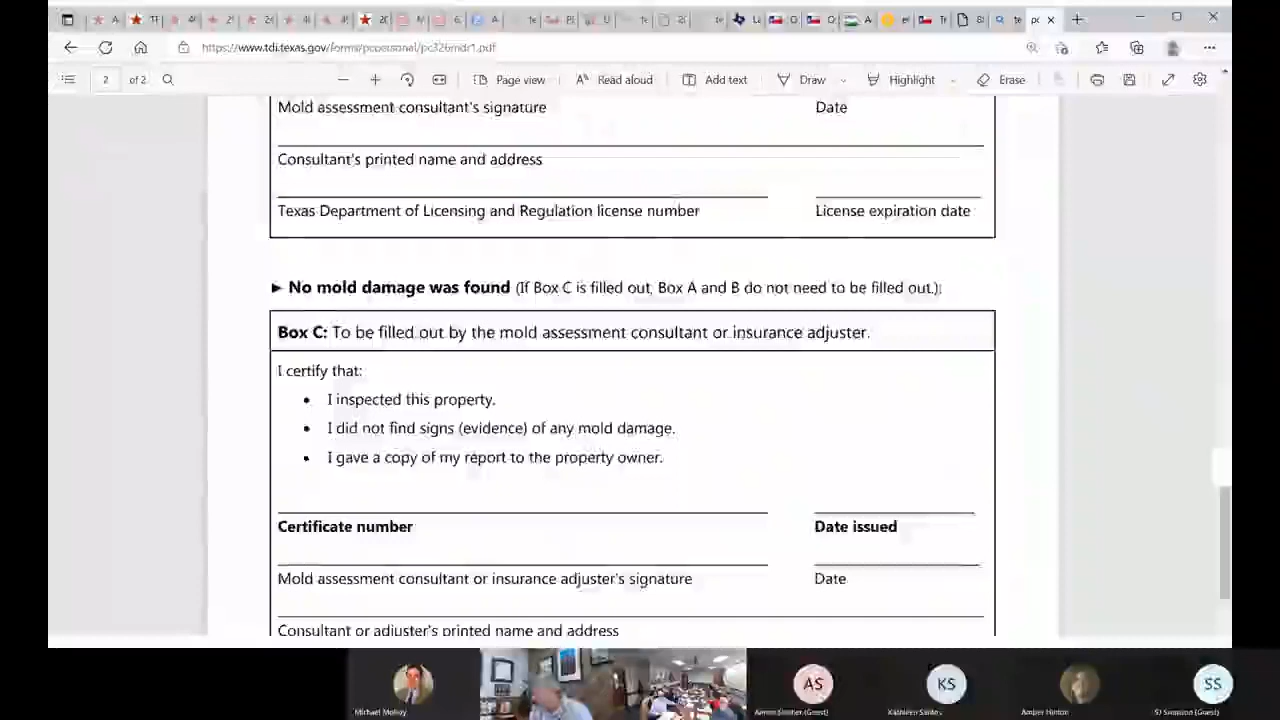 https://www.tdi.texas.gov/forms/pcpersonal/pc326mdr1.pdf
2 of 2
Page view
Read aloud
Add text
Draw
Highlight
Erase
Mold assessment consultant's signature Date
Consultant's printed name and address
Texas Department of Licensing and Regulation license number License expiration date
► No mold damage was found (If Box C is filled out, Box A and B do not need to be filled out.):
Box C: To be filled out by the mold assessment consultant or insurance adjuster.
I certify that:
• I inspected this property.
• I did not find signs (evidence) of any mold damage.
• I gave a copy of my report to the property owner.
Certificate number Date issued
Mold assessment consultant or insurance adjuster's signature Date
Consultant or adjuster's printed name and address
AS
KS
SS
Michael Molloy
(Guest)
Kathleen Santos
Amber Hinton
SJ Swanson (Guest)